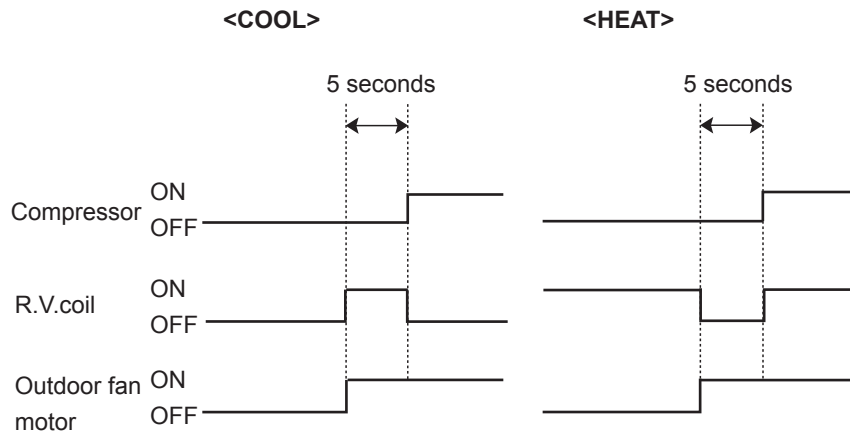 <COOL> <HEAT>
5 seconds 5 seconds
Compressor ON
OFF
R.V.coil ON
OFF
Outdoor fan motor ON
OFF